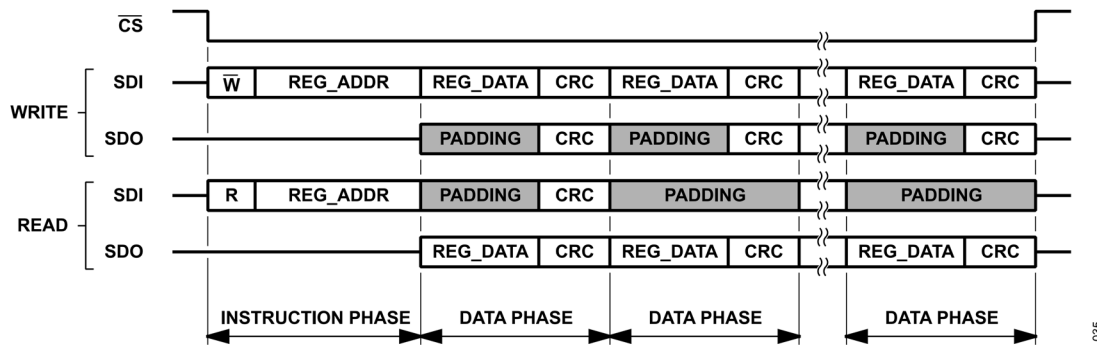 CS
WRITE
SDI
W
REG_ADDR
REG_DATA
CRC
REG_DATA
CRC
REG_DATA
CRC
SDO
PADDING
CRC
PADDING
CRC
PADDING
CRC
READ
SDI
R
REG_ADDR
PADDING
CRC
PADDING
PADDING
SDO
REG_DATA
CRC
REG_DATA
CRC
REG_DATA
CRC
INSTRUCTION PHASE
DATA PHASE
DATA PHASE
DATA PHASE
035